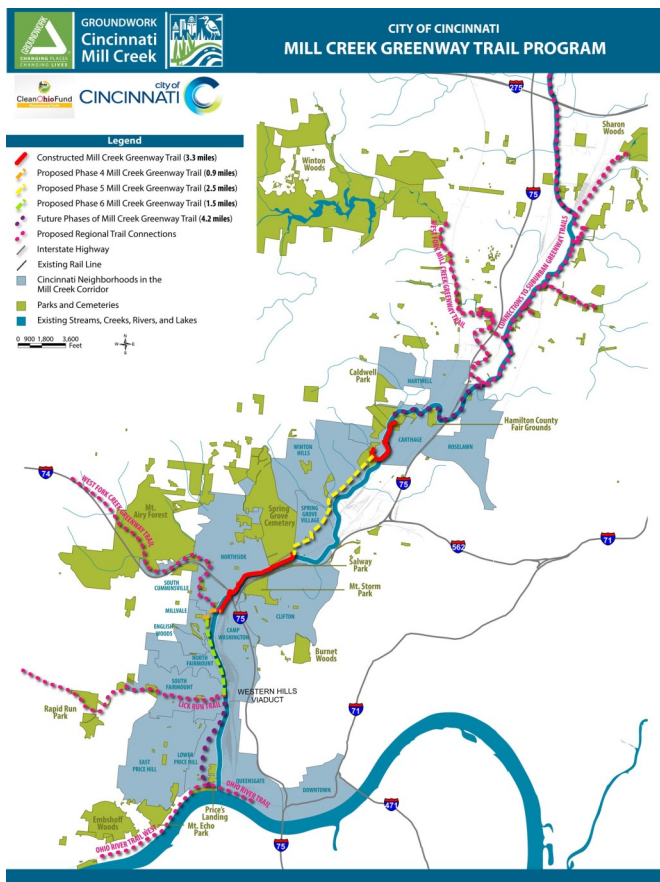 GROUNDWORK
CHANGING PLACES
CHANGING LIVES
GROUNDWORK
Cincinnati
Mill Creek
CITY OF CINCINNATI
MILL CREEK GREENWAY TRAIL PROGRAM
CleanOhioFund
city of
CINCINNATI
Legend
Constructed Mill Creek Greenway Trail (3.3 miles)
Proposed Phase 4 Mill Creek Greenway Trail (0.9 miles)
Proposed Phase 5 Mill Creek Greenway Trail (2.5 miles)
Proposed Phase 6 Mill Creek Greenway Trail (1.5 miles)
Future Phases of Mill Creek Greenway Trail (4.2 miles)
Proposed Regional Trail Connections
Interstate Highway
Existing Rail Line
Cincinnati Neighborhoods in the
Mill Creek Corridor
Parks and Cemeteries
Existing Streams, Creeks, Rivers, and Lakes
0 900 1,800 3,600
Feet
N
W
E
S
275
Sharon
Woods
Winton
Woods
75
WEST FORK MILL CREEK GREENWAY TRAIL
CONNECTIONS TO SUBURBAN GREENWAY TRAILS
Caldwell
Park
HARTWELL
Hamilton County
Fair Grounds
CARTHAGE
ROSELAWN
WINTON
HILLS
75
74
WEST FORK CREEK GREENWAY TRAIL
Mt.
Airy Forest
Spring
Grove
Cemetery
SPRING
GROVE
VILLAGE
71
562
NORTHSIDE
Salway
Park
SOUTH
CUMMINSVILLE
Mt. Storm
Park
MILLVALE
75
CLIFTON
ENGLISH
WOODS
CAMP
WASHINGTON
Burnet
Woods
NORTH
FAIRMOUNT
SOUTH
FAIRMOUNT
WESTERN HILLS
VIADUCT
Rapid Run
Park
LICK RUN TRAIL
71
EAST
PRICE HILL
LOWER
PRICE HILL
QUEENSGATE
DOWNTOWN
OHIO RIVER TRAIL
Price's
Landing
471
Embshoff
Woods
Mt. Echo
Park
OHIO RIVER TRAIL WEST
75